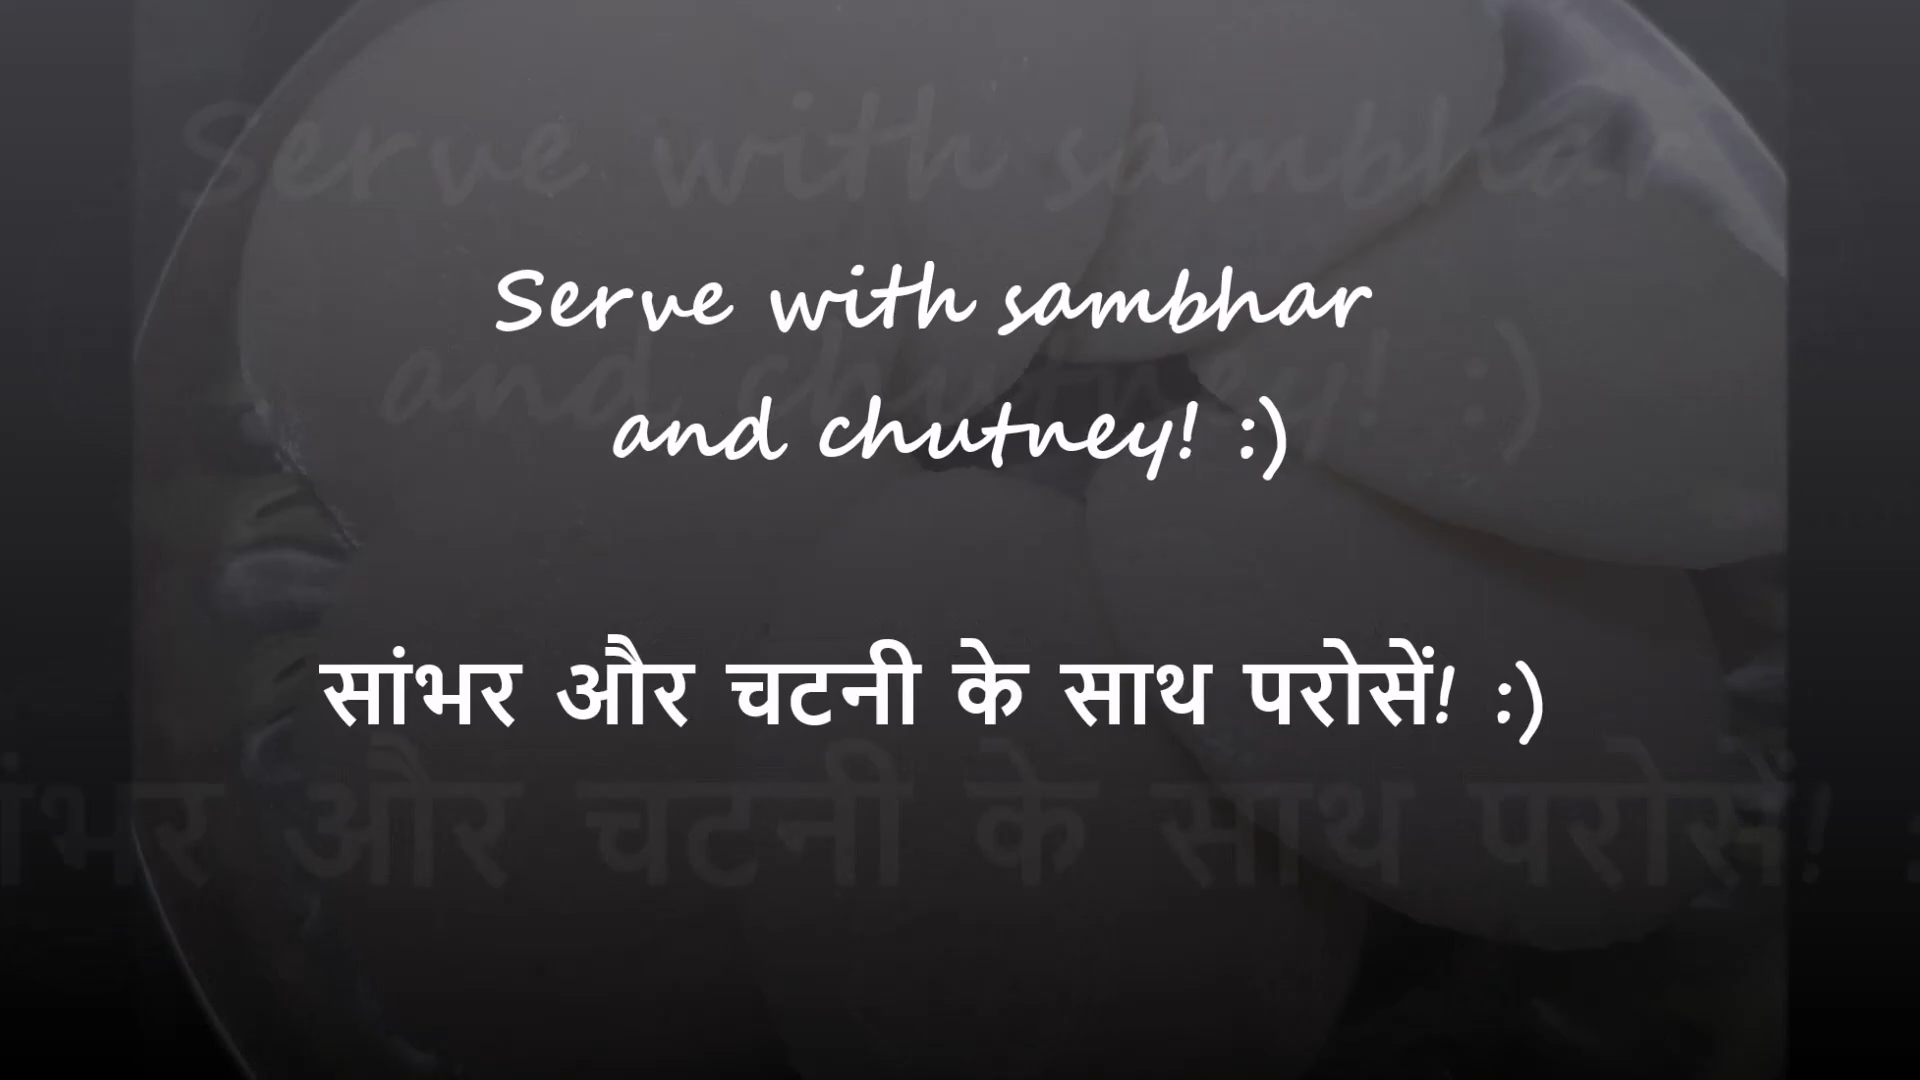 Serve with sambhar
and chutney! :)
सांभर और चटनी के साथ परोसें! :)